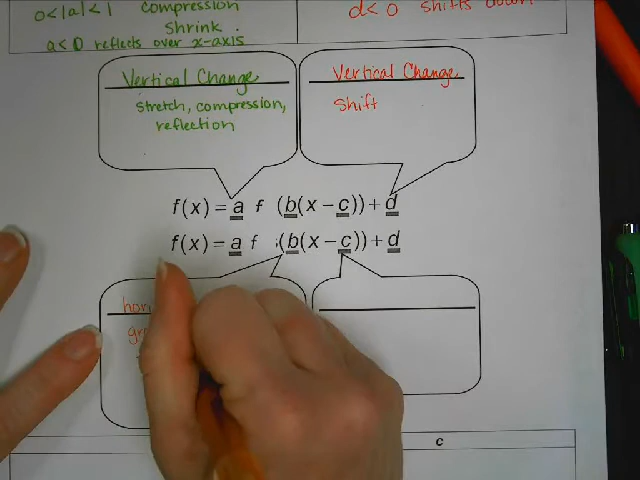 0<|a|<1 compression
shrink
a<0 reflects over x-axis
d<0 shifts down
Vertical Change
stretch, compression,
reflection
Vertical Change
Shift
f(x) = a f (b(x − c)) + d
f(x) = a f (b(x − c)) + d
c